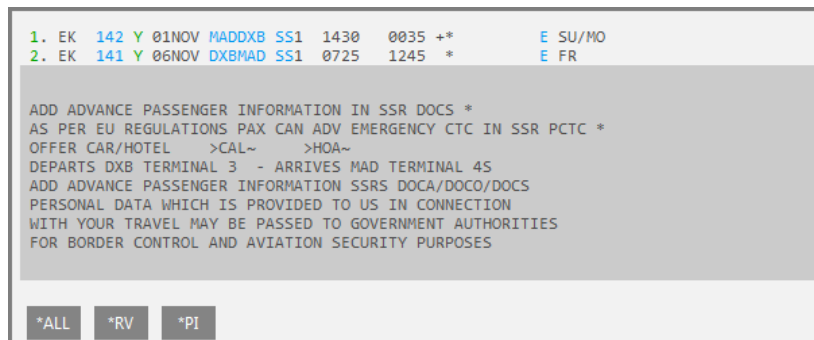 1. EK 142 Y 01NOV MADDXB SS1 1430 0035 +* E SU/MO
2. EK 141 Y 06NOV DXBMAD SS1 0725 1245 * E FR
ADD ADVANCE PASSENGER INFORMATION IN SSR DOCS *
AS PER EU REGULATIONS PAX CAN ADV EMERGENCY CTC IN SSR PCTC *
OFFER CAR/HOTEL >CAL~ >HOA~
DEPARTS DXB TERMINAL 3 - ARRIVES MAD TERMINAL 4S
ADD ADVANCE PASSENGER INFORMATION SSRS DOCA/DOCO/DOCS
PERSONAL DATA WHICH IS PROVIDED TO US IN CONNECTION
WITH YOUR TRAVEL MAY BE PASSED TO GOVERNMENT AUTHORITIES
FOR BORDER CONTROL AND AVIATION SECURITY PURPOSES
*ALL *RV *PI